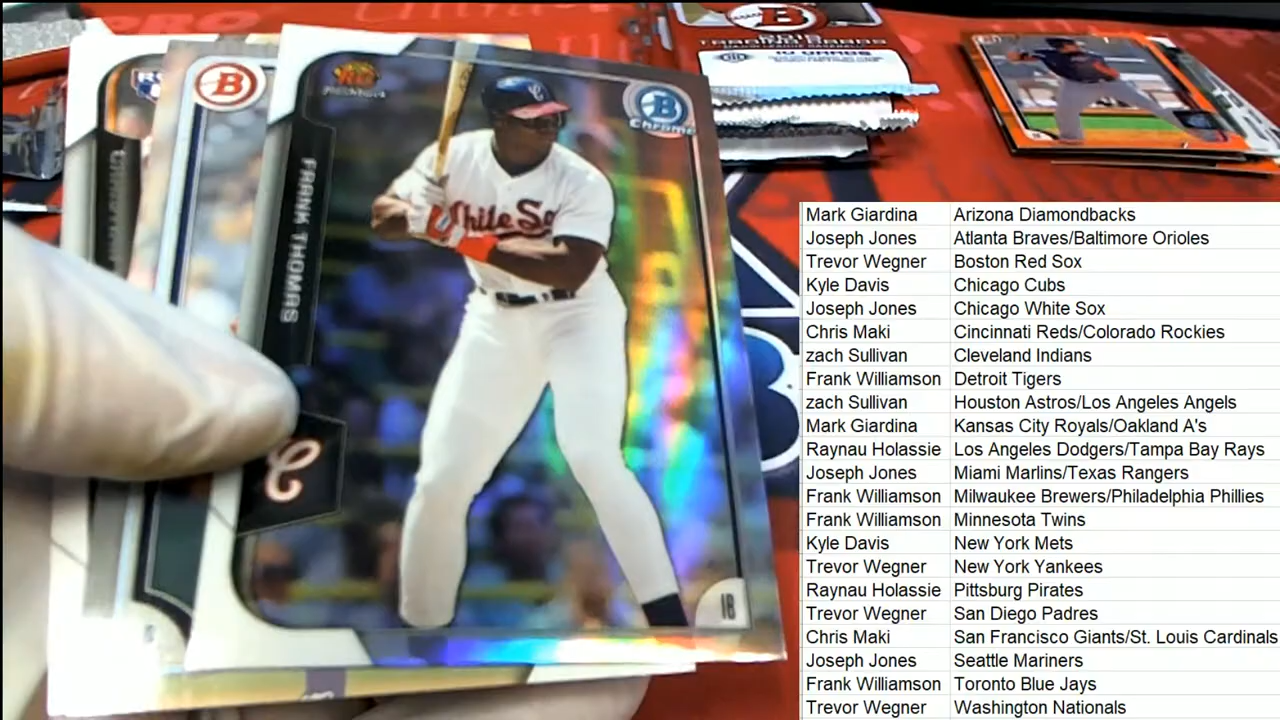 B
2015
10 CARDS
B
RC
B
Chrome
FRANK THOMAS
White So
C
1B
Mark Giardina Arizona Diamondbacks
Joseph Jones Atlanta Braves/Baltimore Orioles
Trevor Wegner Boston Red Sox
Kyle Davis Chicago Cubs
Joseph Jones Chicago White Sox
Chris Maki Cincinnati Reds/Colorado Rockies
zach Sullivan Cleveland Indians
Frank Williamson Detroit Tigers
zach Sullivan Houston Astros/Los Angeles Angels
Mark Giardina Kansas City Royals/Oakland A's
Raynau Holassie Los Angeles Dodgers/Tampa Bay Rays
Joseph Jones Miami Marlins/Texas Rangers
Frank Williamson Milwaukee Brewers/Philadelphia Phillies
Frank Williamson Minnesota Twins
Kyle Davis New York Mets
Trevor Wegner New York Yankees
Raynau Holassie Pittsburg Pirates
Trevor Wegner San Diego Padres
Chris Maki San Francisco Giants/St. Louis Cardinals
Joseph Jones Seattle Mariners
Frank Williamson Toronto Blue Jays
Trevor Wegner Washington Nationals